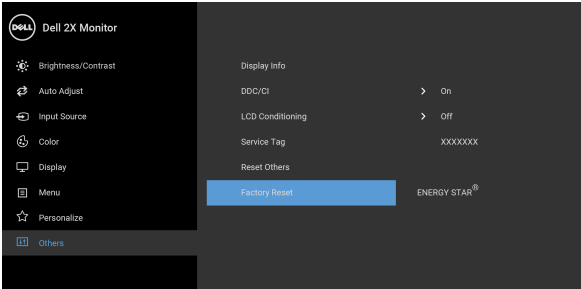 DELL Dell 2X Monitor
Brightness/Contrast
Auto Adjust
Input Source
Color
Display
Menu
Personalize
Others
Display Info
DDC/CI > On
LCD Conditioning > Off
Service Tag XXXXXXX
Reset Others
Factory Reset ENERGY STAR®